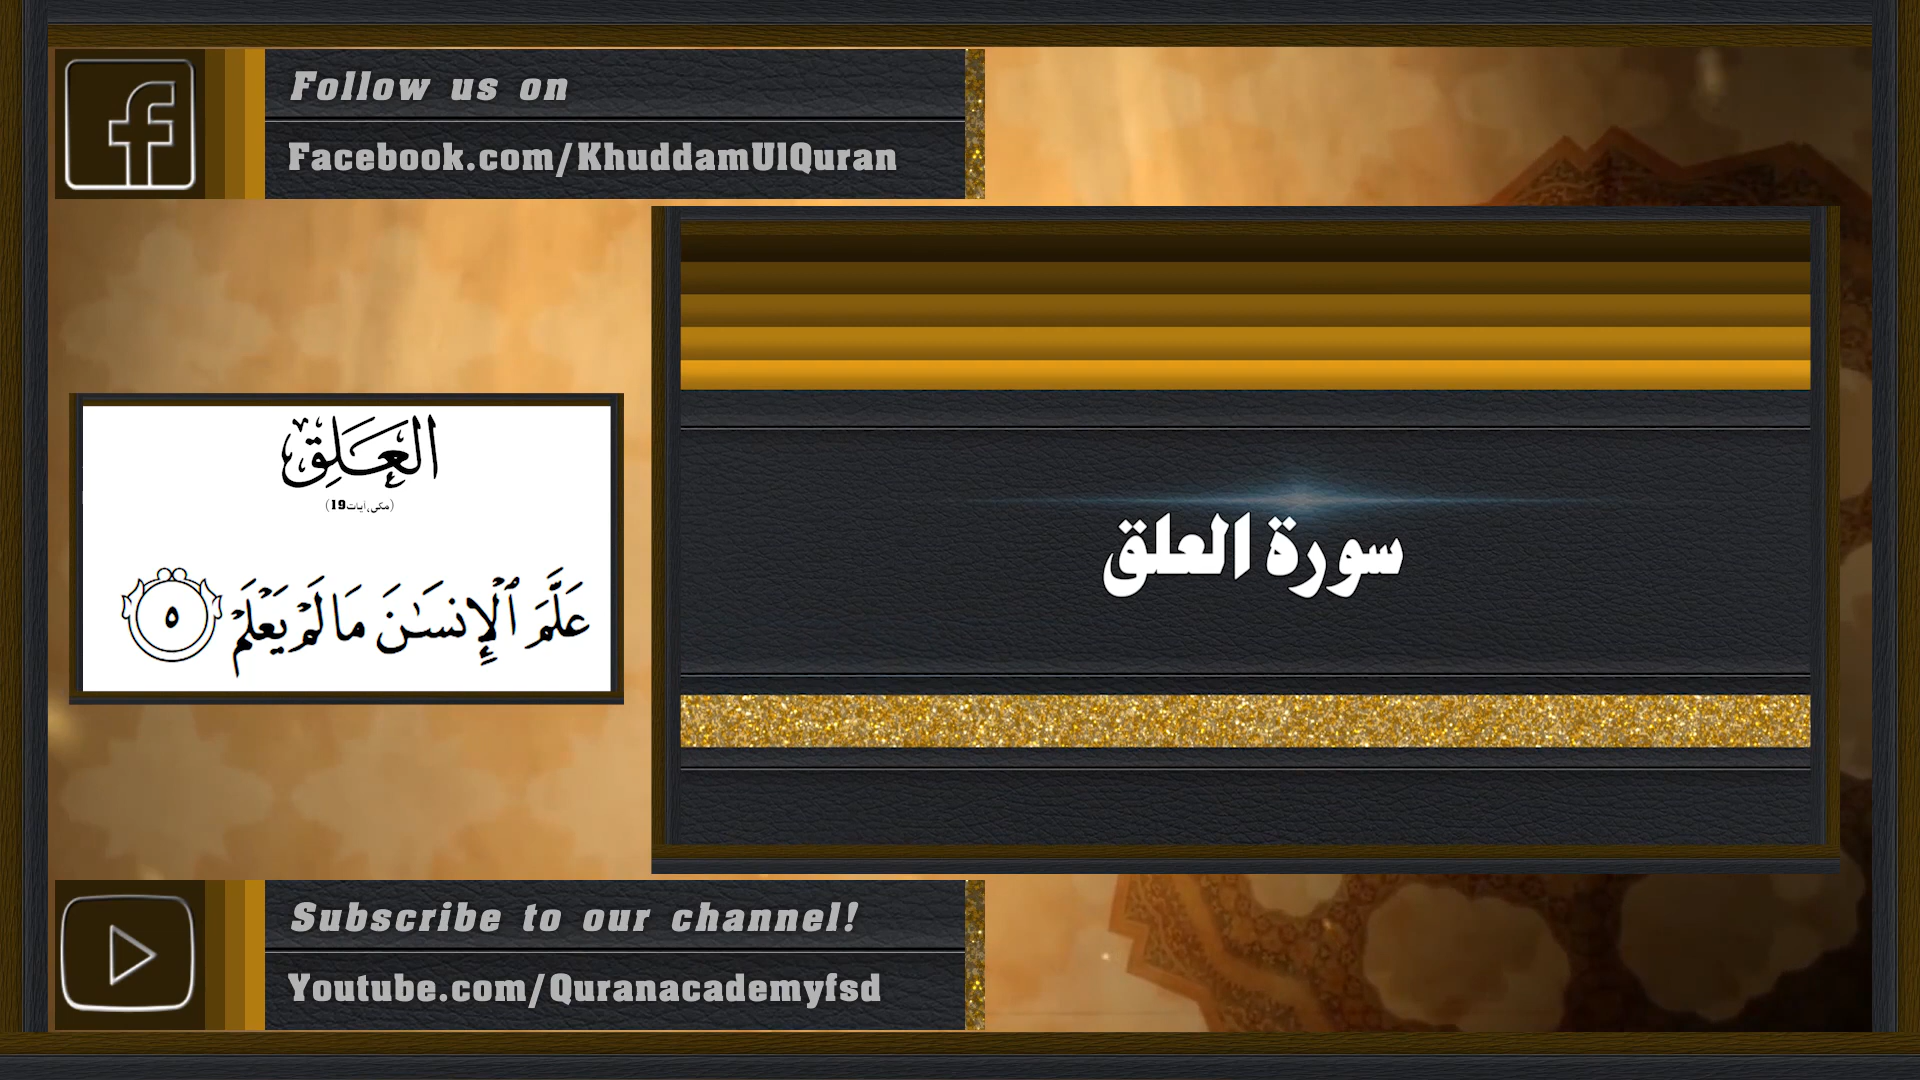 Follow us on
Facebook.com/KhuddamUlQuran
العَلَق
(مکی، آیات 19)
عَلَّمَ ٱلْإِنسَـٰنَ مَا لَمْ يَعْلَمْ ٥
سورة العلق
Subscribe to our channel!
Youtube.com/Quranacademyfsd